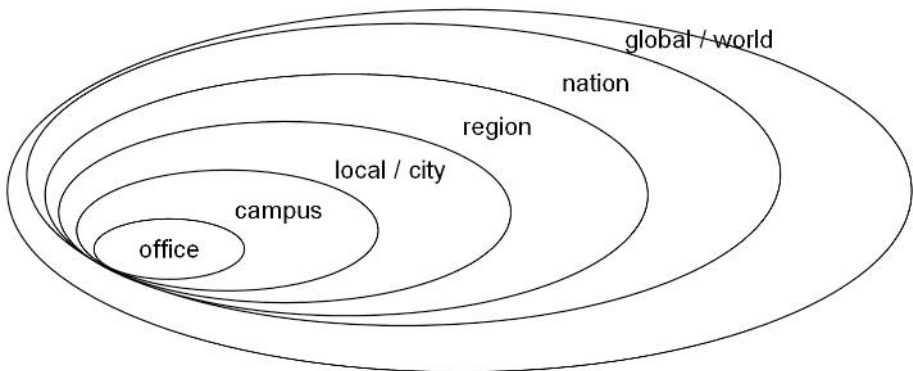 global / world
nation
region
local / city
campus
office